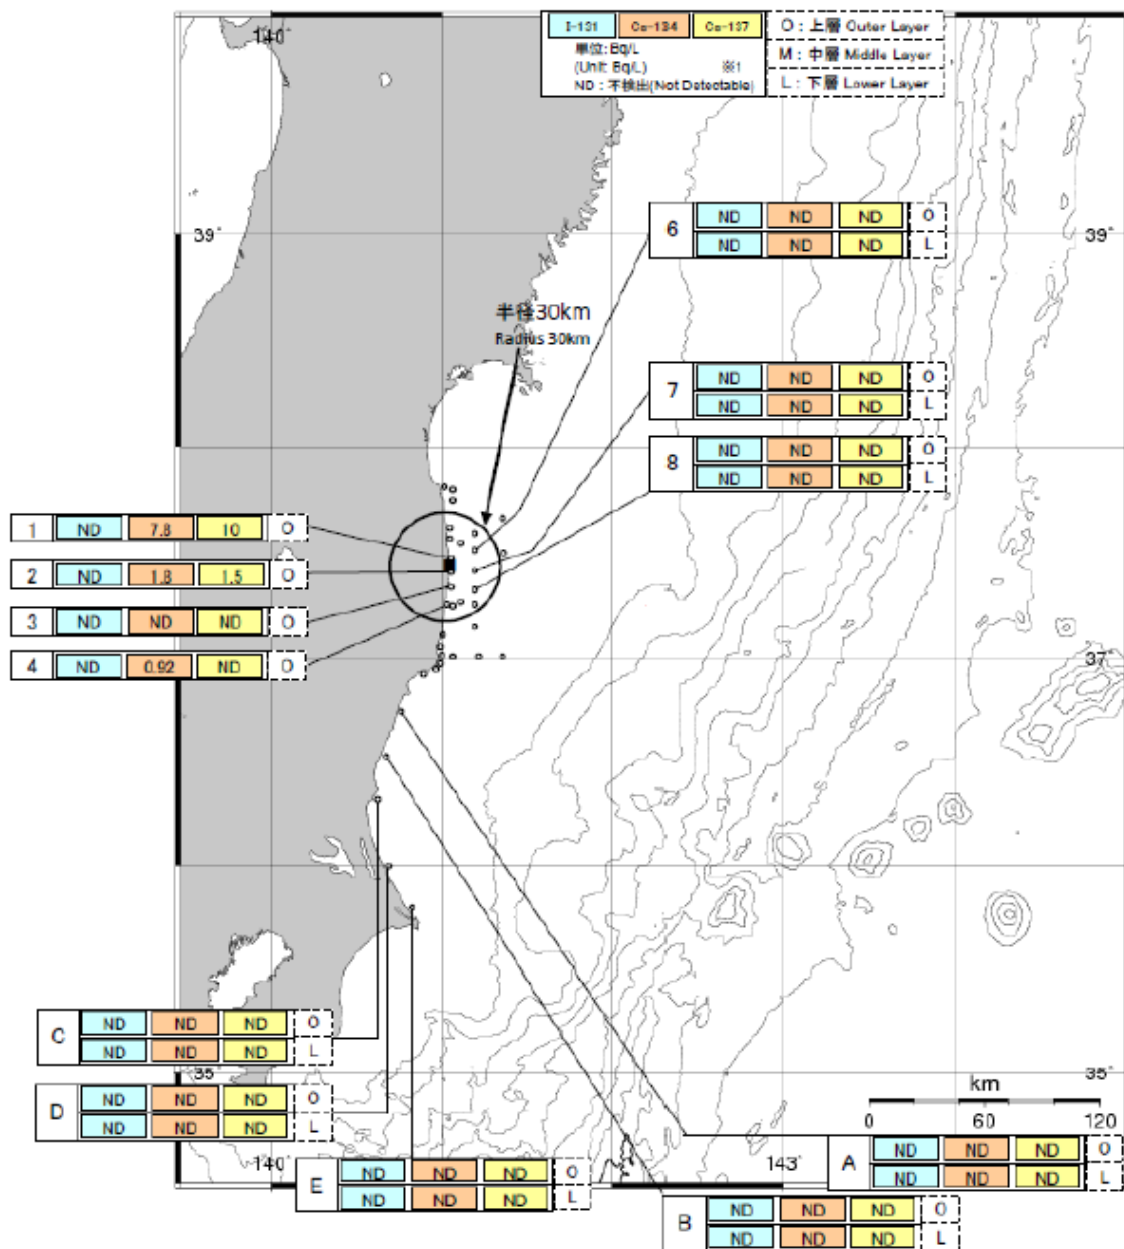 140°
I-131 Cs-134 Cs-137
単位: Bq/L
(Unit: Bq/L) ※1
ND : 不検出(Not Detectable)
O : 上層 Outer Layer
M : 中層 Middle Layer
L : 下層 Lower Layer
39°
39°
6 ND ND ND O
ND ND ND L
半径30km
Radius 30km
7 ND ND ND O
ND ND ND L
8 ND ND ND O
ND ND ND L
1 ND 7.8 10 O
2 ND 1.8 1.5 O
3 ND ND ND O
4 ND 0.92 ND O
37°
C ND ND ND O
ND ND ND L
35°
35°
D ND ND ND O
ND ND ND L
km
0 60 120
140°
143°
E ND ND ND O
ND ND ND L
A ND ND ND O
ND ND ND L
B ND ND ND O
ND ND ND L